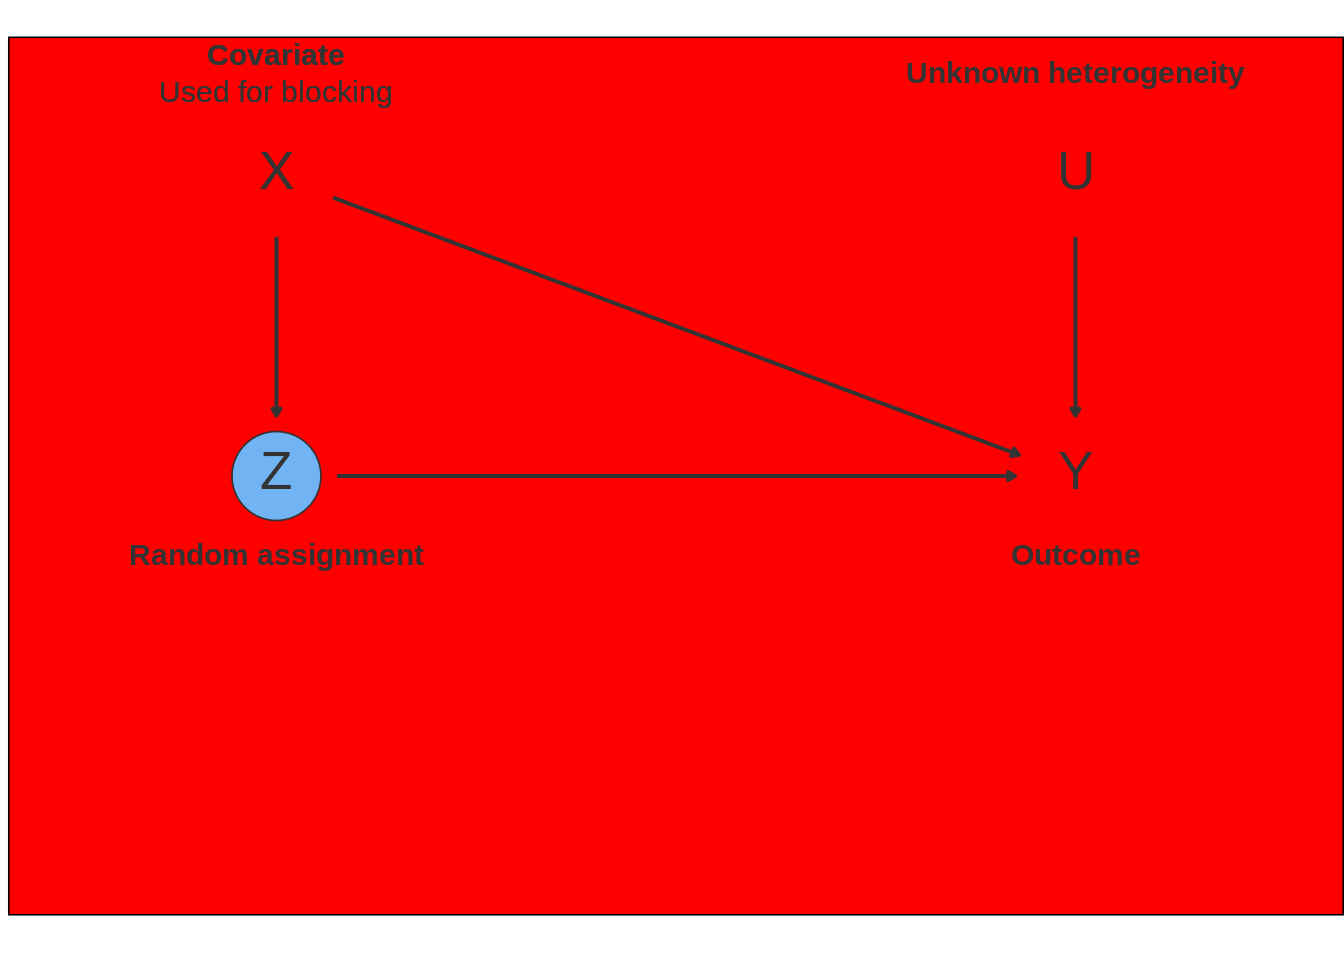 Covariate
Used for blocking
Unknown heterogeneity
X
U
Z
Y
Random assignment
Outcome